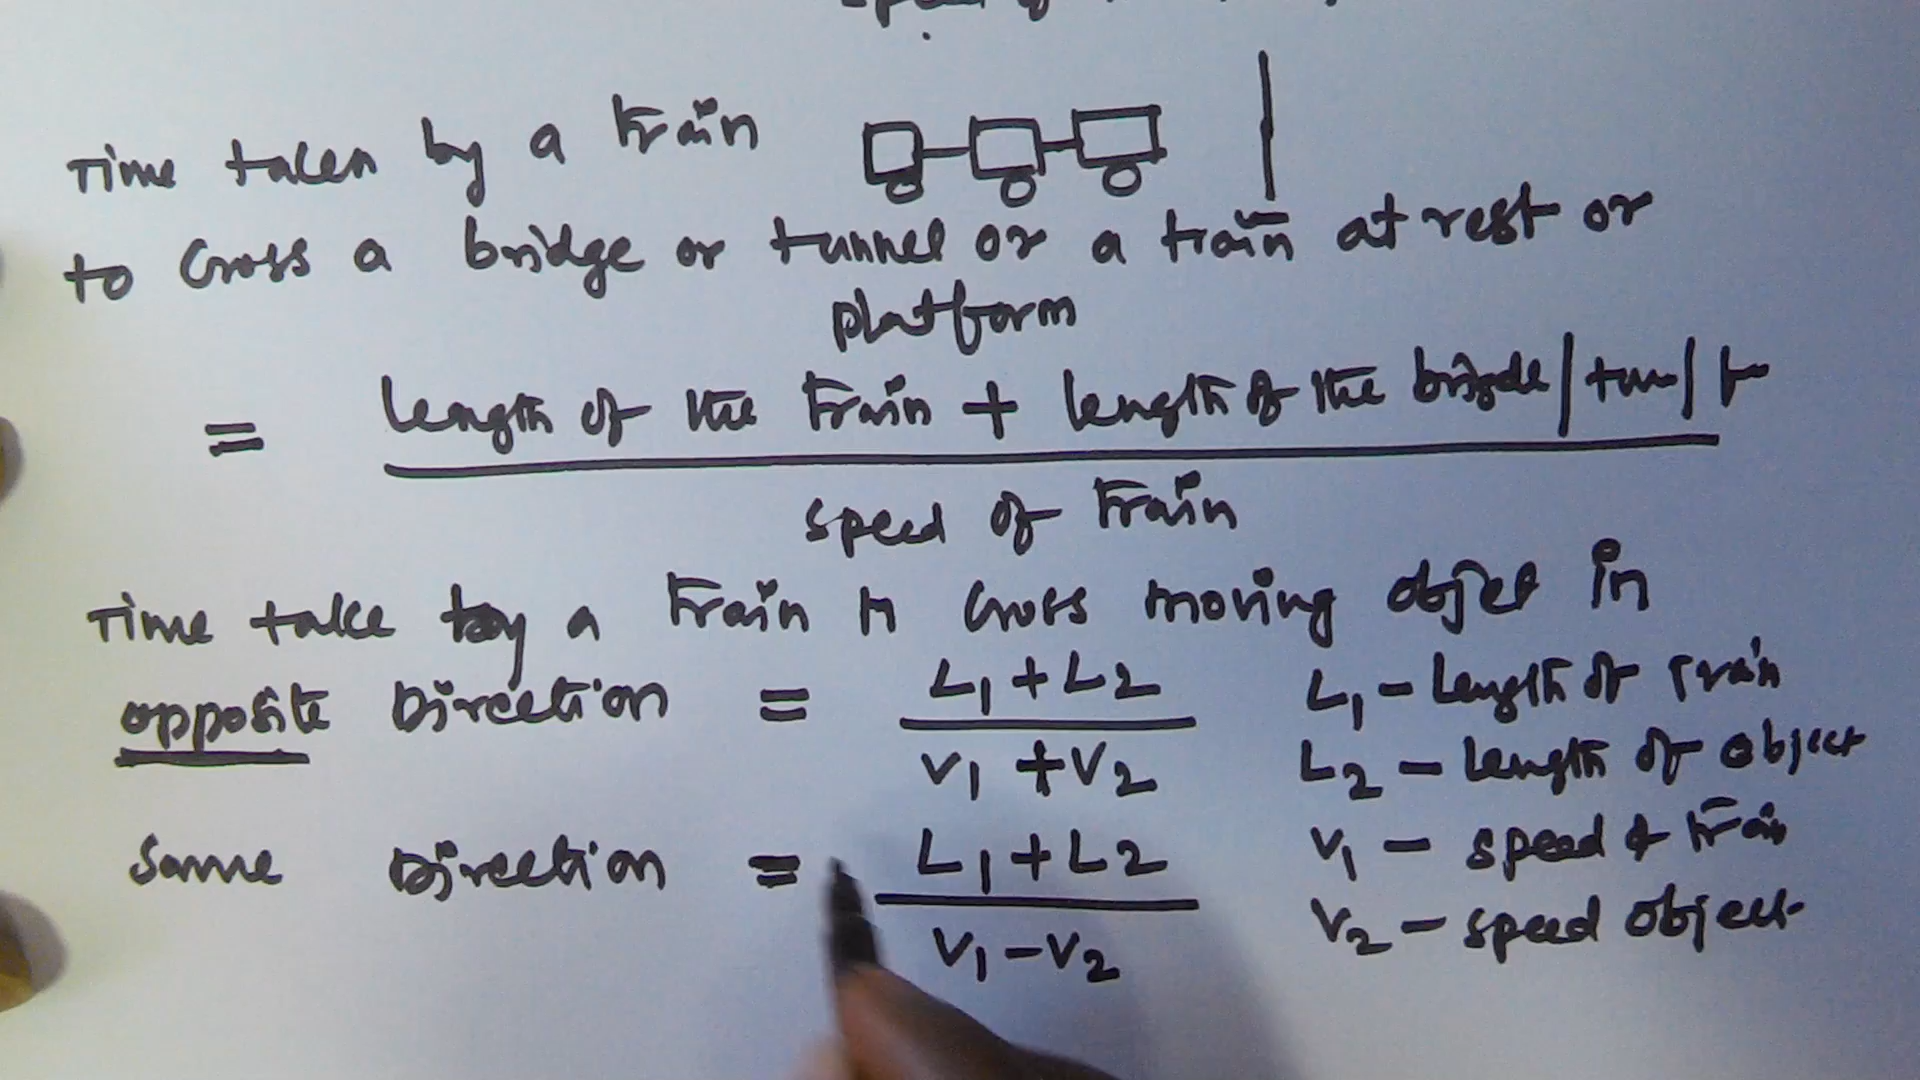 Time taken by a train
to cross a bridge or tunnel or a train at rest or
platform
= length of the train + length of the bridge / tun /
speed of train
Time take by a train to cross moving object in
opposite Direction = L1 + L2 / V1 + V2
L1 - Length of train
L2 - Length of object
Same Direction = L1 + L2 / V1 - V2
V1 - speed of train
V2 - speed object